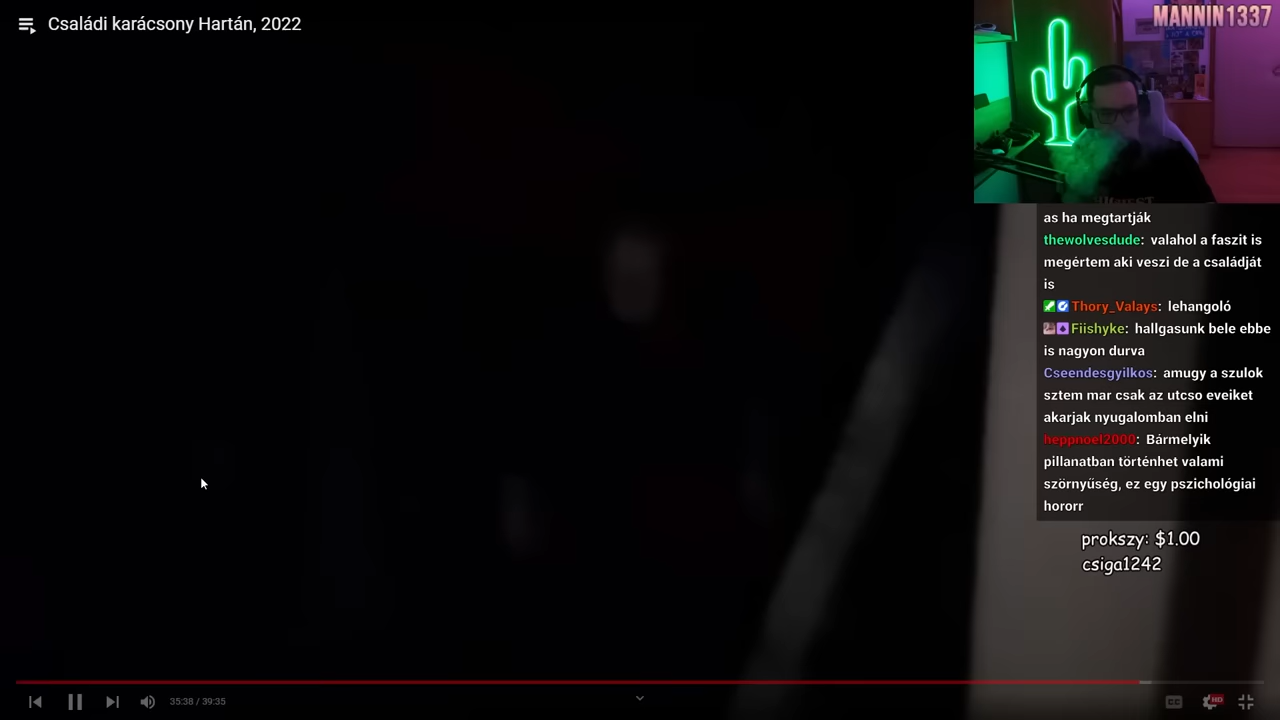 Családi karácsony Hartán, 2022
MANNIN1337
as ha megtartják
thewolvesdude: valahol a faszit is
megértem aki veszi de a családját
is
Thory_Valays: lehangoló
Fiishyke: hallgasunk bele ebbe
is nagyon durva
Cseendesgyilkos: amugy a szulok
sztem mar csak az utcso eveiket
akarjak nyugalomban elni
heppnoel2000: Bármelyik
pillanatban történhet valami
szörnyűség, ez egy pszichológiai
hororr
prokszy: $1.00
csiga1242
35:38 / 39:35
CC
HD